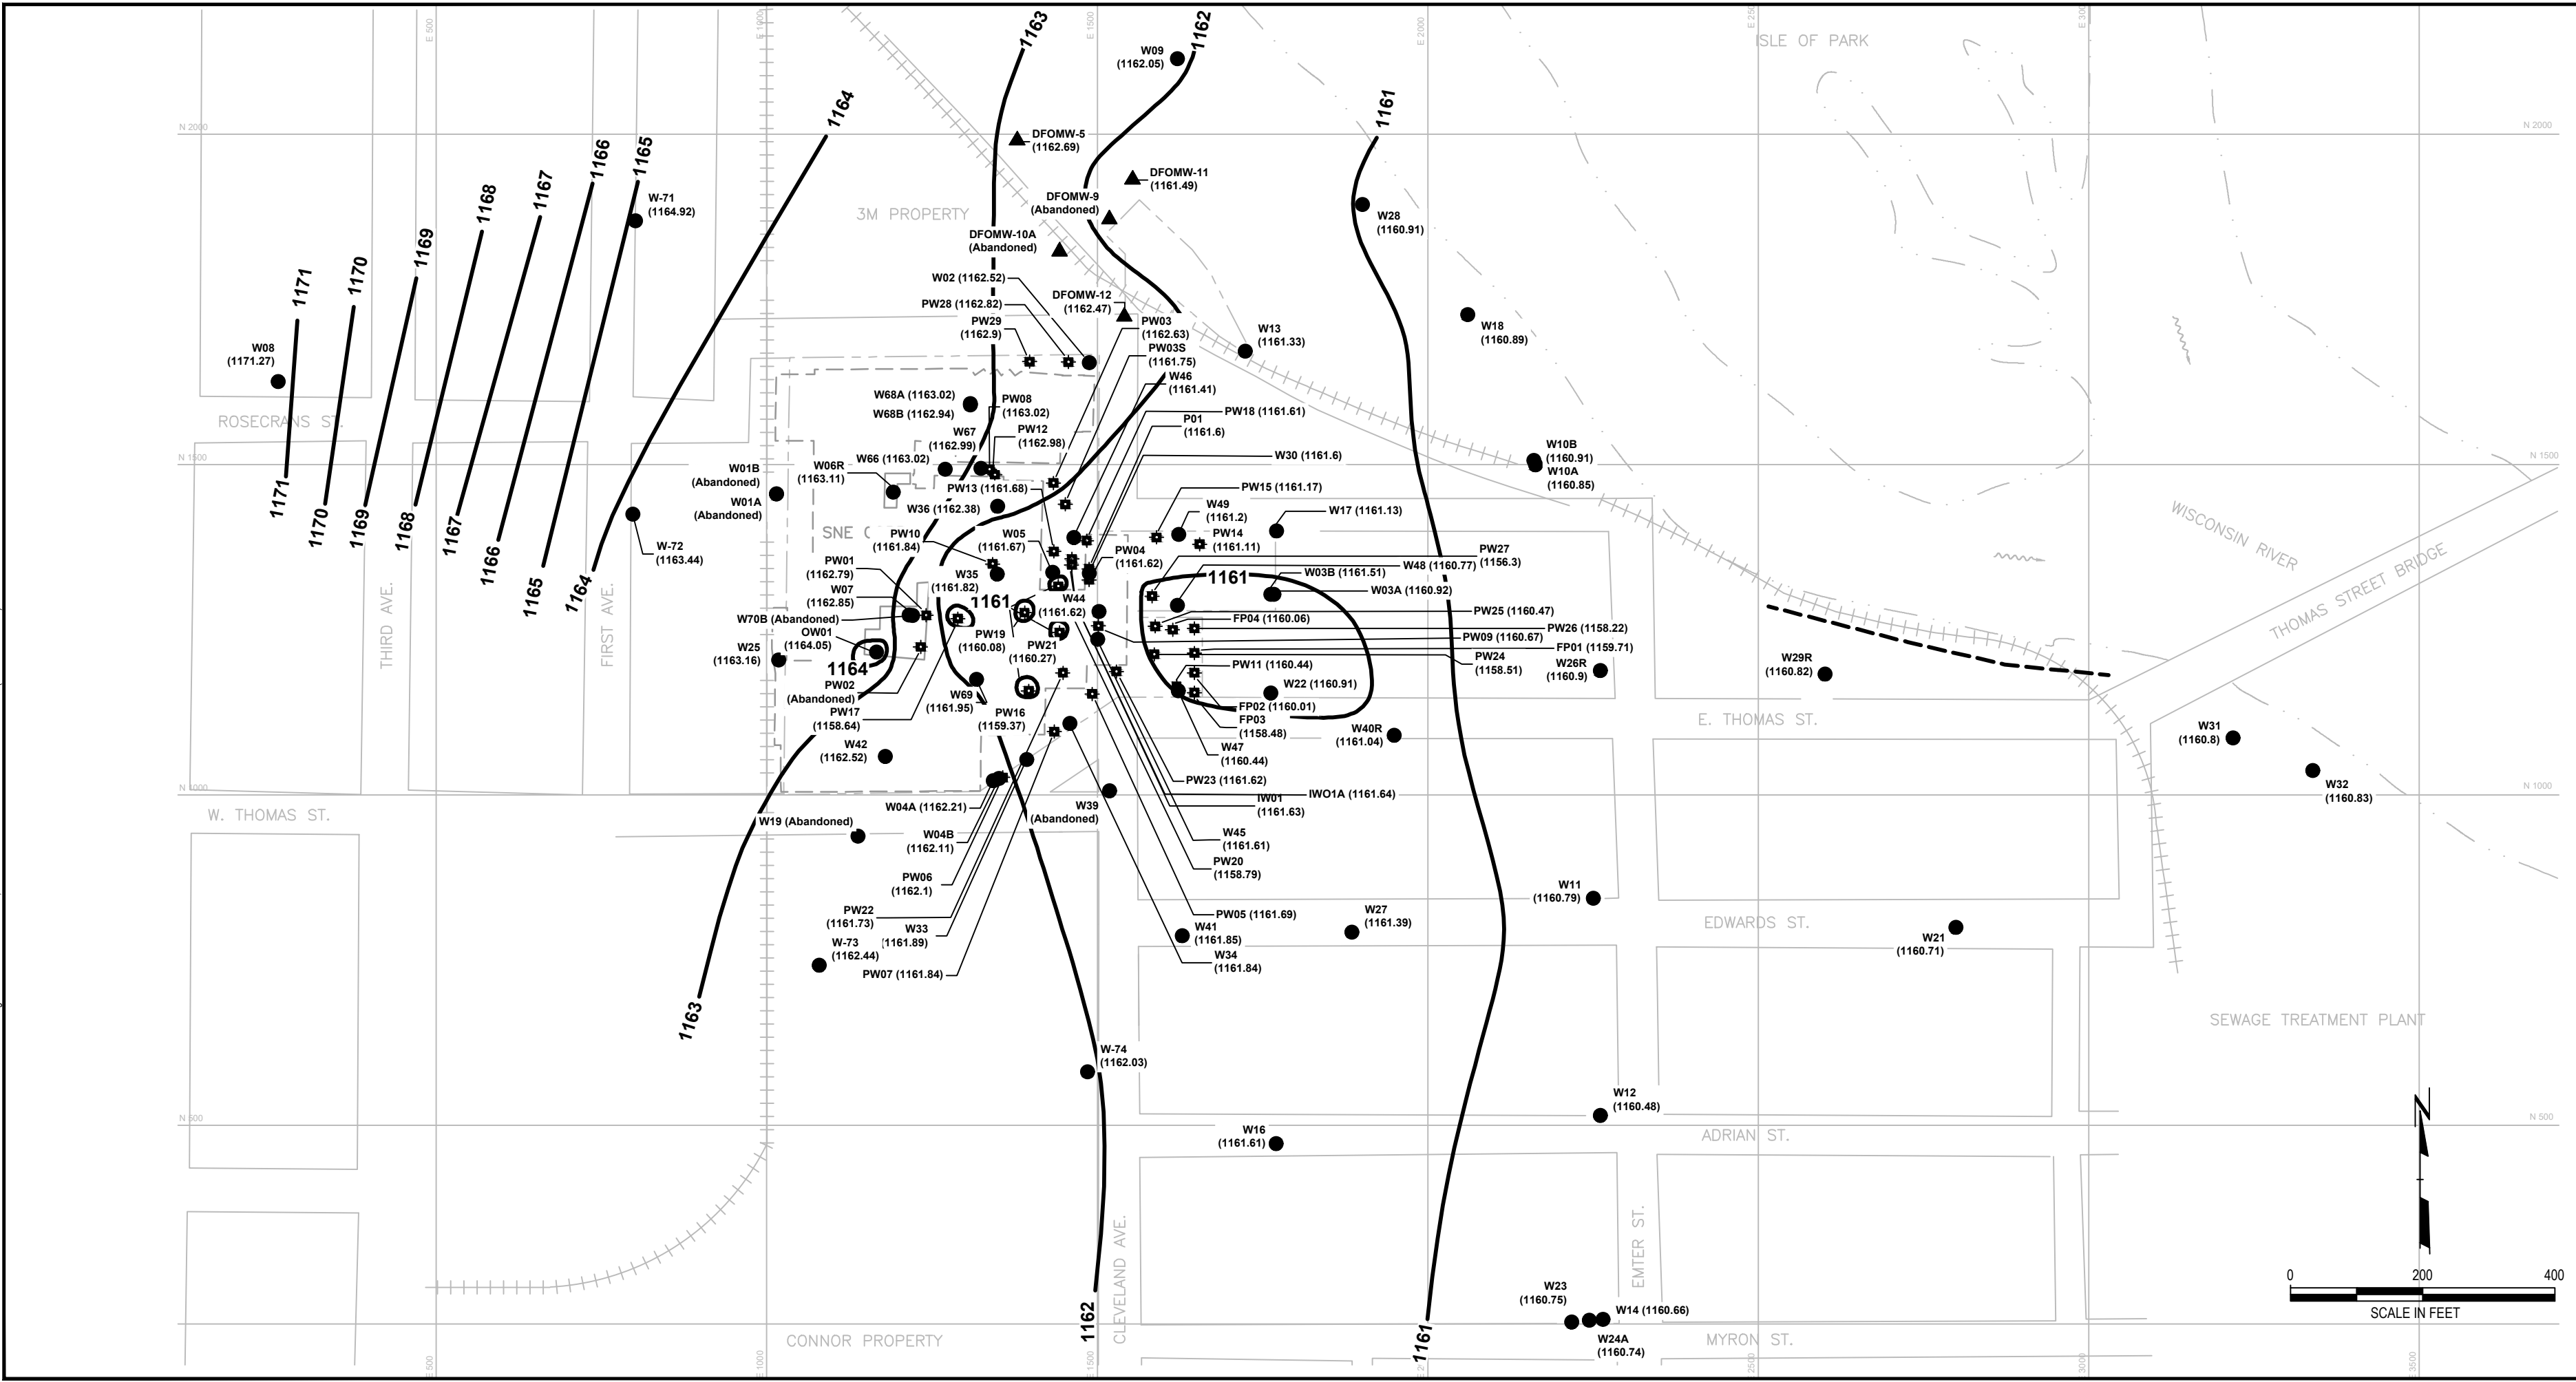 1163
1162
1164
1161
1166
1165
1167
1168
1169
1170
1171
E 500
E 1500
E 2000
N 2000
N 2000
ISLE OF PARK
W09
(1162.05)
DFOMW-5
(1162.69)
DFOMW-11
(1161.49)
DFOMW-9
(Abandoned)
DFOMW-10A
(Abandoned)
3M PROPERTY
W-71
(1164.92)
W28
(1160.91)
W02 (1162.52)
PW28 (1162.82)
PW29
(1162.9)
DFOMW-12
(1162.47)
PW03
(1162.63)
PW03S
(1161.75)
W46
(1161.41)
W13
(1161.33)
W18
(1160.89)
W08
(1171.27)
ROSECRANS ST.
W68A (1163.02)
W68B (1162.94)
PW08
(1163.02)
PW12
(1162.98)
W67
(1162.99)
W66 (1163.02)
PW18 (1161.61)
P01
(1161.6)
W30 (1161.6)
W10B
(1160.91)
W10A
(1160.85)
N 1500
N 1500
W01B
(Abandoned)
W01A
(Abandoned)
W06R
(1163.11)
PW13 (1161.68)
W36 (1162.38)
SNE
PW15 (1161.17)
W49
(1161.2)
W17 (1161.13)
PW14
(1161.11)
PW10
(1161.84)
W05
(1161.67)
PW04
(1161.62)
PW27
(1156.3)
W48 (1160.77)
W03B (1161.51)
W03A (1160.92)
W-72
(1163.44)
1171
1170
1169
1168
1167
1166
1165
1164
THIRD AVE.
FIRST AVE.
WISCONSIN RIVER
THOMAS STREET BRIDGE
PW01
(1162.79)
W07
(1162.85)
W70B (Abandoned)
OW01
(1164.05)
W35
(1161.82)
1161
W44
(1161.62)
1161
PW25 (1160.47)
FP04 (1160.06)
PW26 (1158.22)
PW09 (1160.67)
FP01 (1159.71)
PW24
(1158.51)
PW11 (1160.44)
PW19
(1160.08)
PW21
(1160.27)
W25
(1163.16)
1164
PW02
(Abandoned)
PW17
(1158.64)
W69
(1161.95)
PW16
(1159.37)
W22 (1160.91)
FP02 (1160.01)
FP03
(1158.48)
W47
(1160.44)
W26R
(1160.9)
W29R
(1160.82)
W40R
(1161.04)
E. THOMAS ST.
W31
(1160.8)
W32
(1160.83)
W42
(1162.52)
PW23 (1161.62)
IWO1A (1161.64)
IW01
(1161.63)
N 1000
N 1000
W. THOMAS ST.
W19 (Abandoned)
W04A (1162.21)
W39
(Abandoned)
W04B
(1162.11)
W45
(1161.61)
PW20
(1158.79)
PW06
(1162.1)
PW22
(1161.73)
W33
(1161.89)
W-73
(1162.44)
PW07 (1161.84)
PW05 (1161.69)
W41
(1161.85)
W34
(1161.84)
W27
(1161.39)
W11
(1160.79)
EDWARDS ST.
W21
(1160.71)
1163
SEWAGE TREATMENT PLANT
W-74
(1162.03)
W12
(1160.48)
N 500
N 500
W16
(1161.61)
ADRIAN ST.
N
CLEVELAND AVE.
EMTER ST.
W23
(1160.75)
W14 (1160.66)
W24A
(1160.74)
1162
1161
CONNOR PROPERTY
MYRON ST.
0 200 400
SCALE IN FEET
E 1500